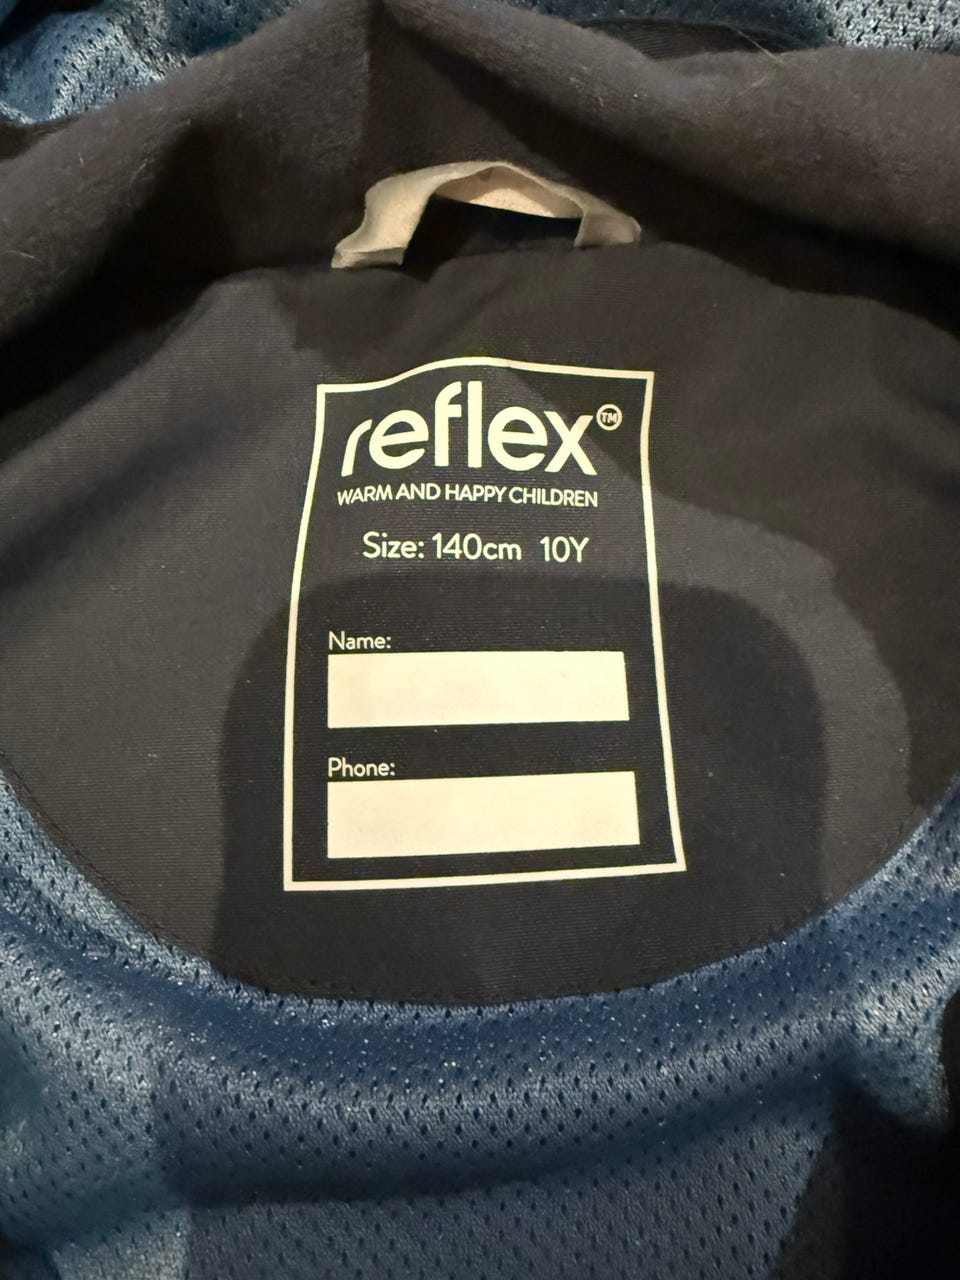 reflex™
WARM AND HAPPY CHILDREN
Size: 140cm 10Y
Name:
Phone: